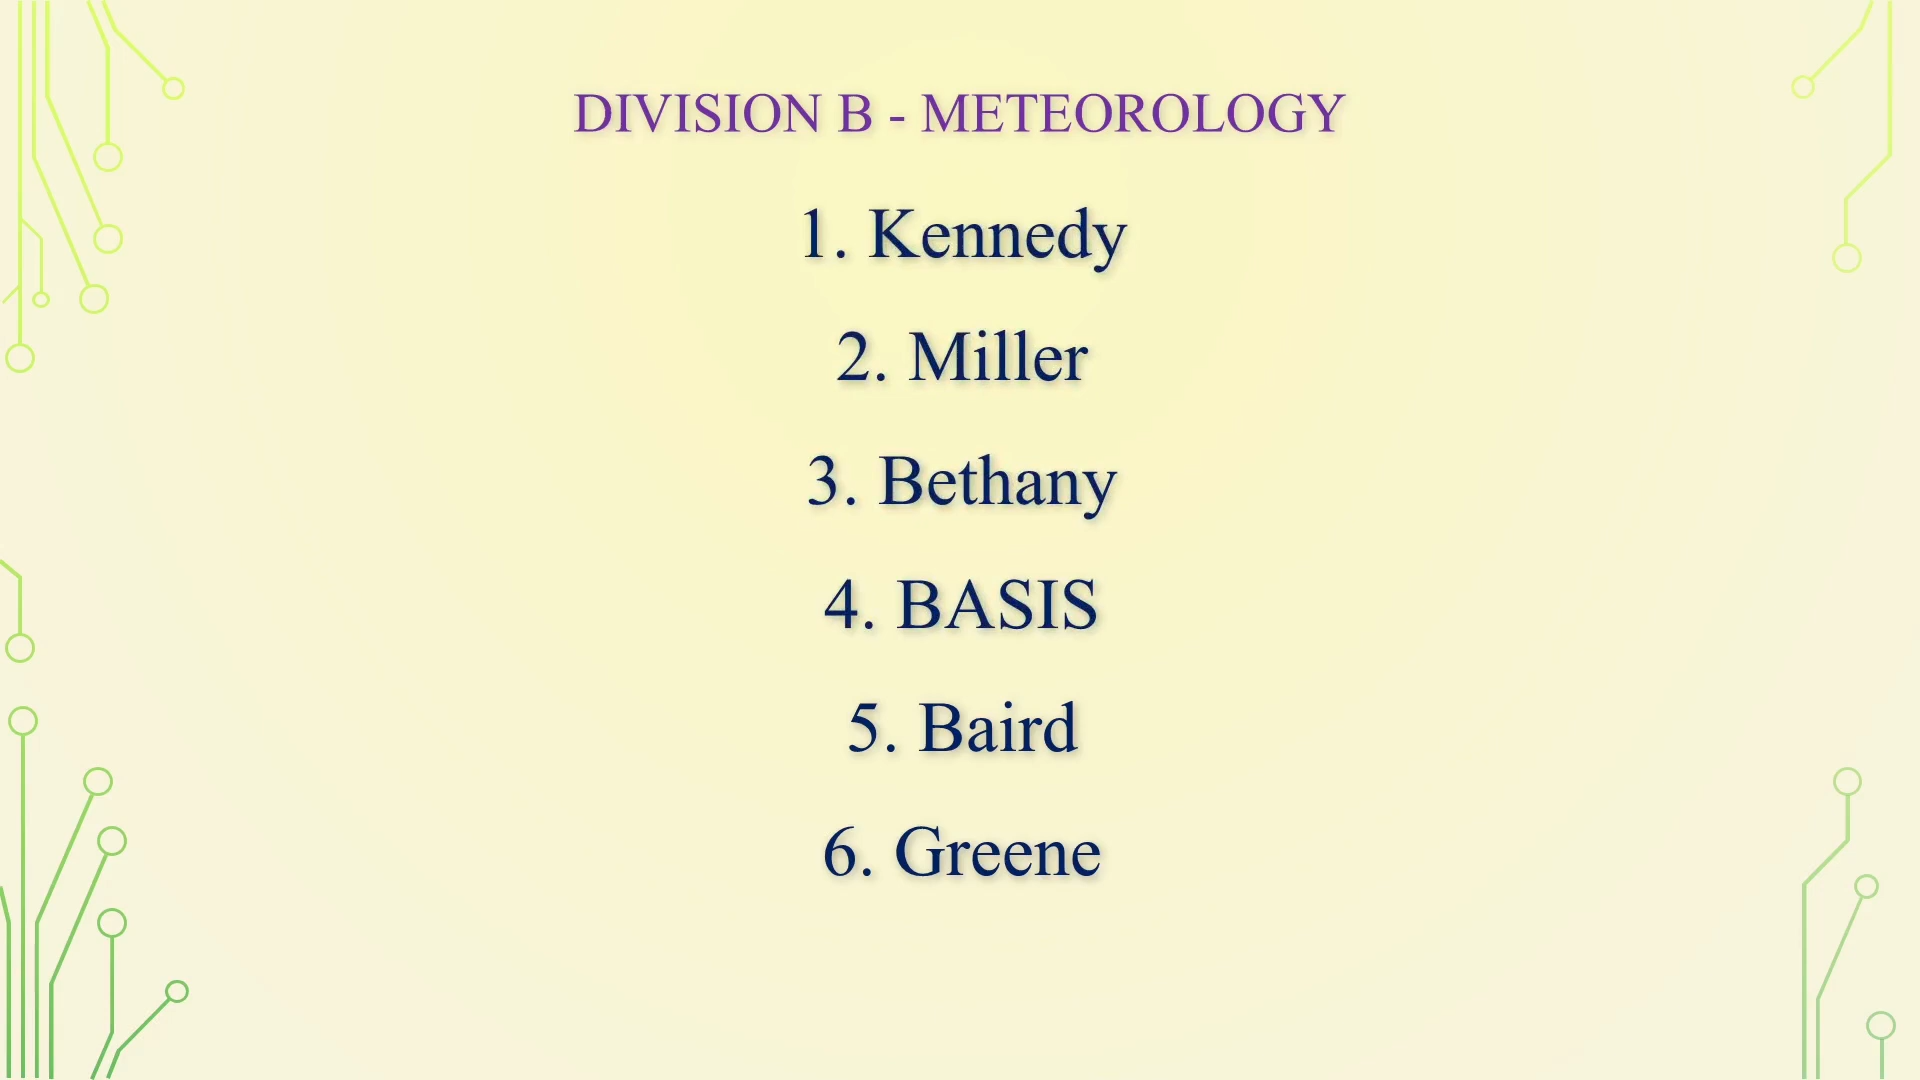 DIVISION B - METEOROLOGY
1. Kennedy
2. Miller
3. Bethany
4. BASIS
5. Baird
6. Greene